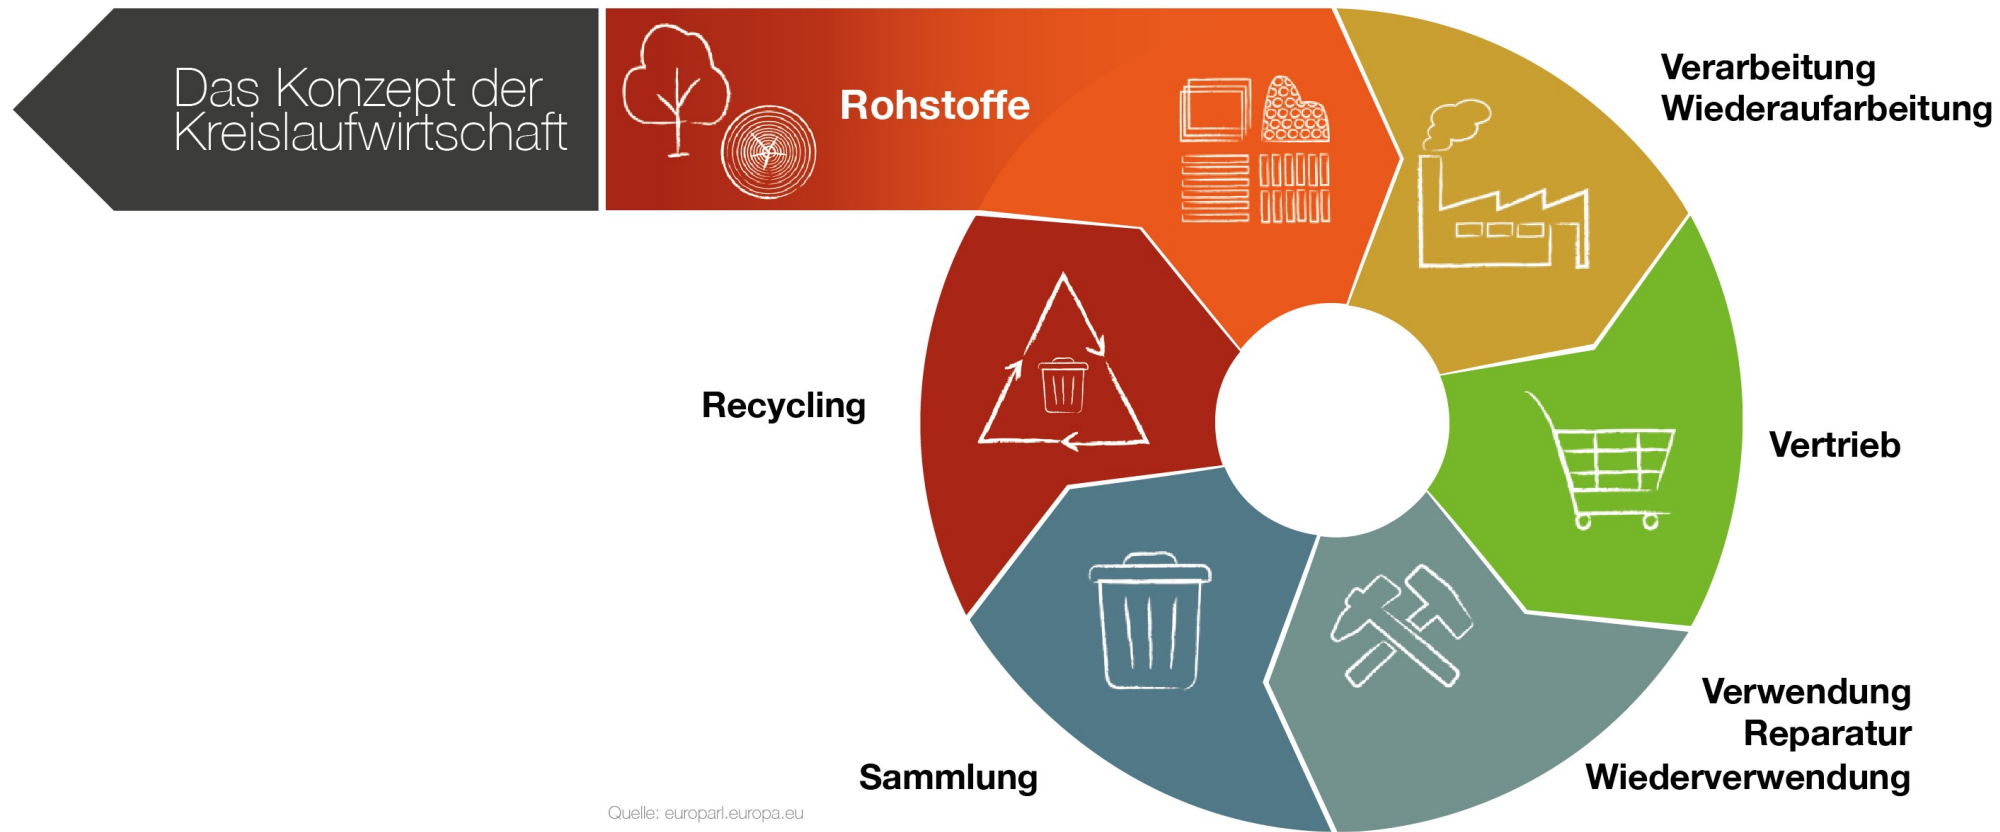 Das Konzept der
Kreislaufwirtschaft
Rohstoffe
Verarbeitung
Wiederaufarbeitung
Vertrieb
Verwendung
Reparatur
Wiederverwendung
Sammlung
Recycling
Quelle: europarl.europa.eu